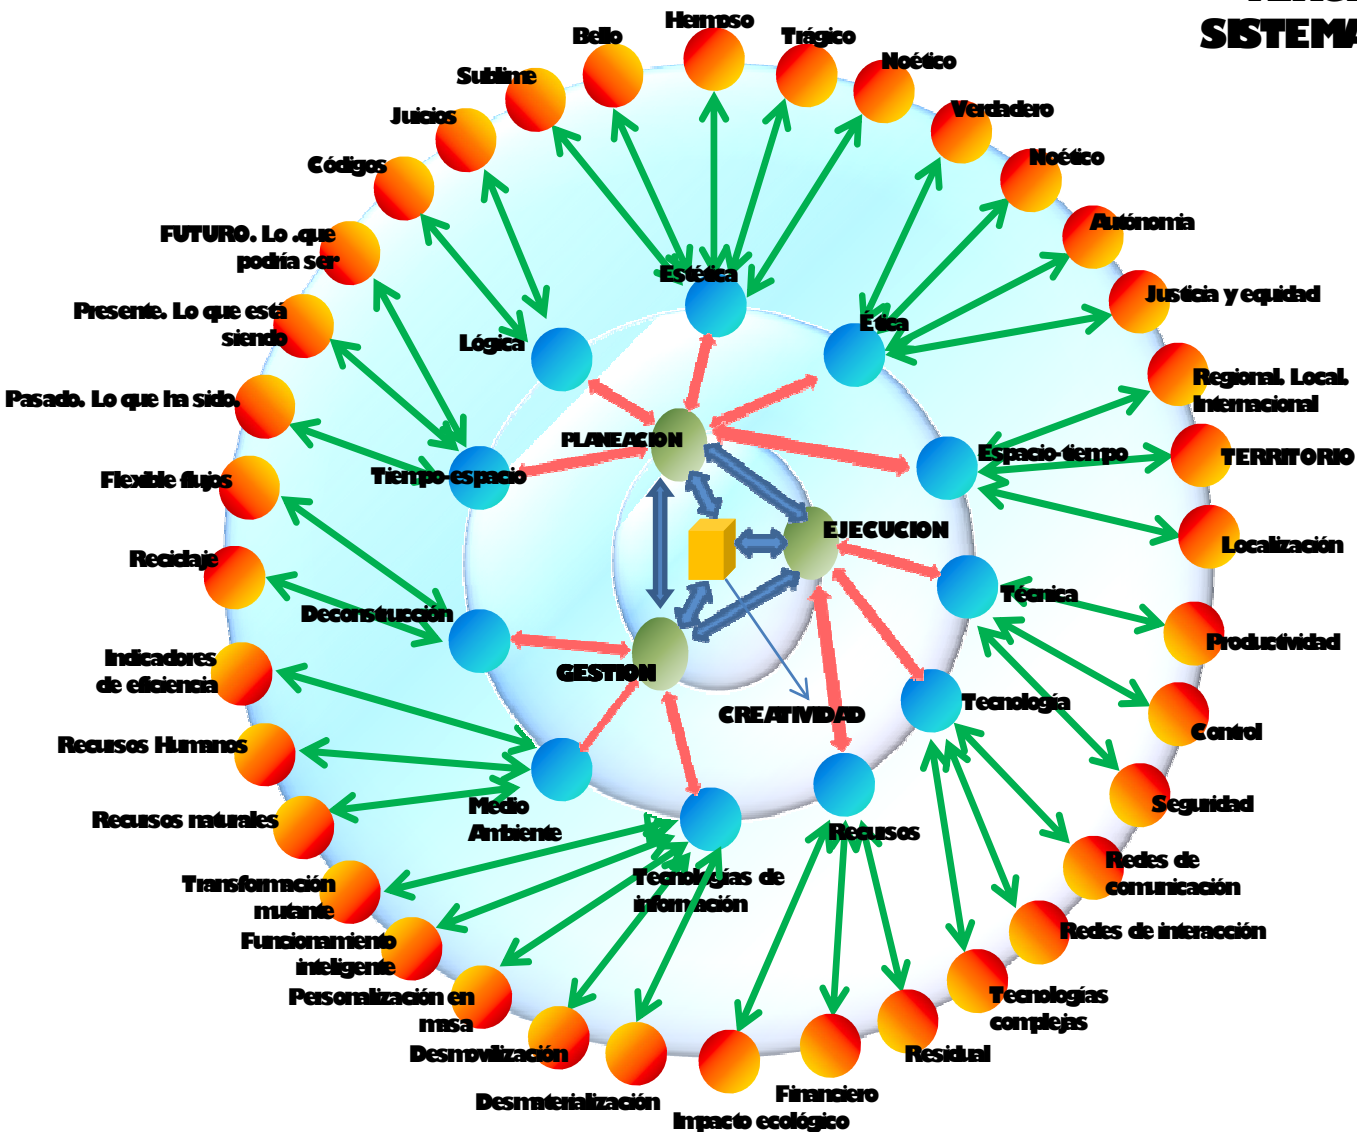 SISTEMA
Hermoso
Bello
Trágico
Noético
Sublime
Verdadero
Juicios
Noético
Códigos
Autónomia
FUTURO. Lo .que
podría ser
Justicia y equidad
Presente. Lo que está
siendo
Pasado. Lo que ha sido.
Regional. Local.
Internacional
Estética
Ética
Lógica
PLANEACION
Espacio-tiempo
TERRITORIO
Tiempo-espacio
Flexible flujos
EJECUCION
Localización
Reciclaje
Técnica
Deconstrucción
Productividad
Indicadores
de eficiencia
GESTION
Tecnología
CREATIVIDAD
Control
Recursos Humanos
Medio
Ambiente
Seguridad
Recursos naturales
Recursos
Redes de
comunicación
Tecnologías de
información
Transformación
mutante
Redes de interacción
Funcionamiento
inteligente
Personalización en
masa
Tecnologías
complejas
Desmovilización
Residual
Desmaterialización
Financiero
Impacto ecológico